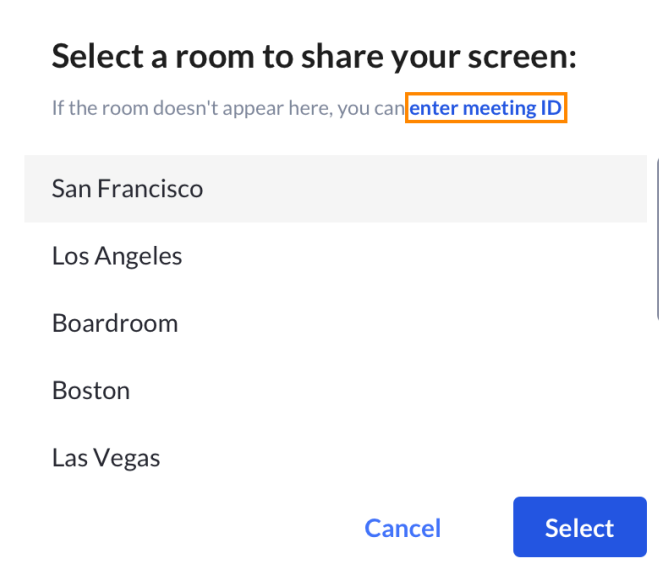 Select a room to share your screen:
If the room doesn't appear here, you can enter meeting ID
San Francisco
Los Angeles
Boardroom
Boston
Las Vegas
Cancel
Select